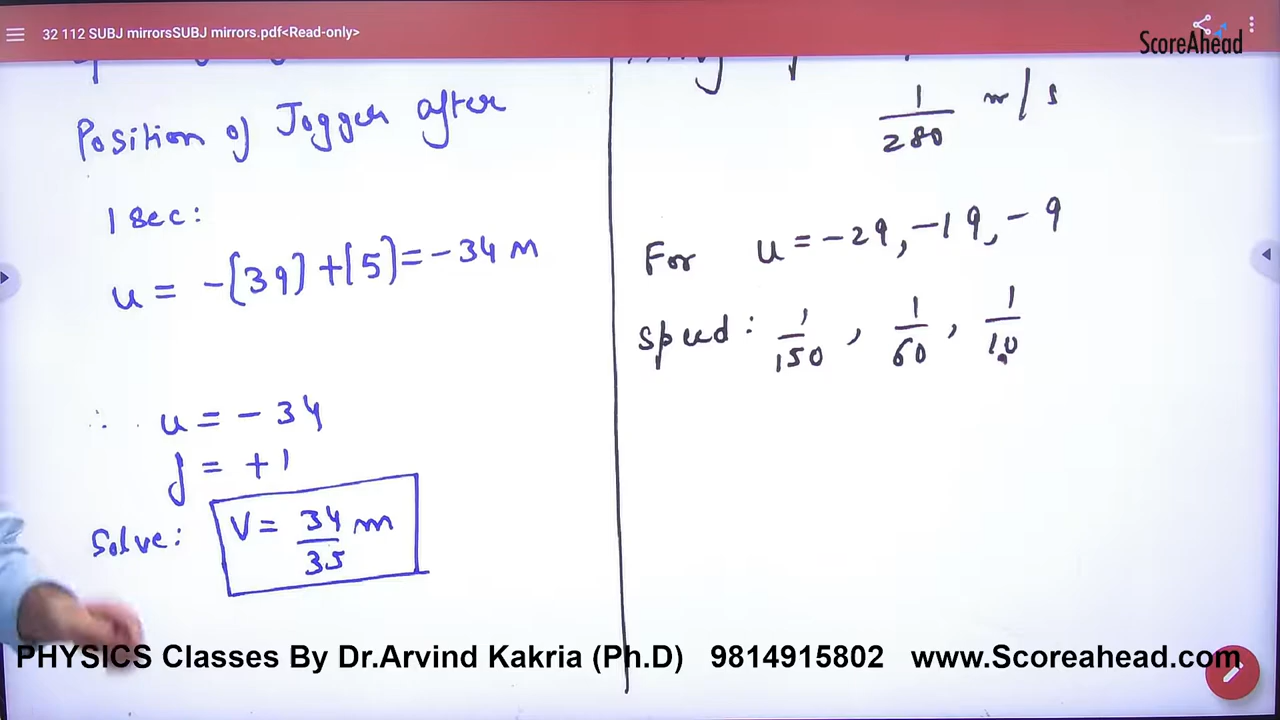 32 112 SUBJ mirrorsSUBJ mirrors.pdf<Read-only>
ScoreAhead
Position of Jogger after
1 sec:
u = -(39) + (5) = -34 m
∴ u = -34
f = +1
Solve: V = 34/35 m
1/280 m/s
For u = -29, -19, -9
speed: 1/150, 1/60, 1/10
PHYSICS Classes By Dr.Arvind Kakria (Ph.D) 9814915802 www.Scoreahead.com